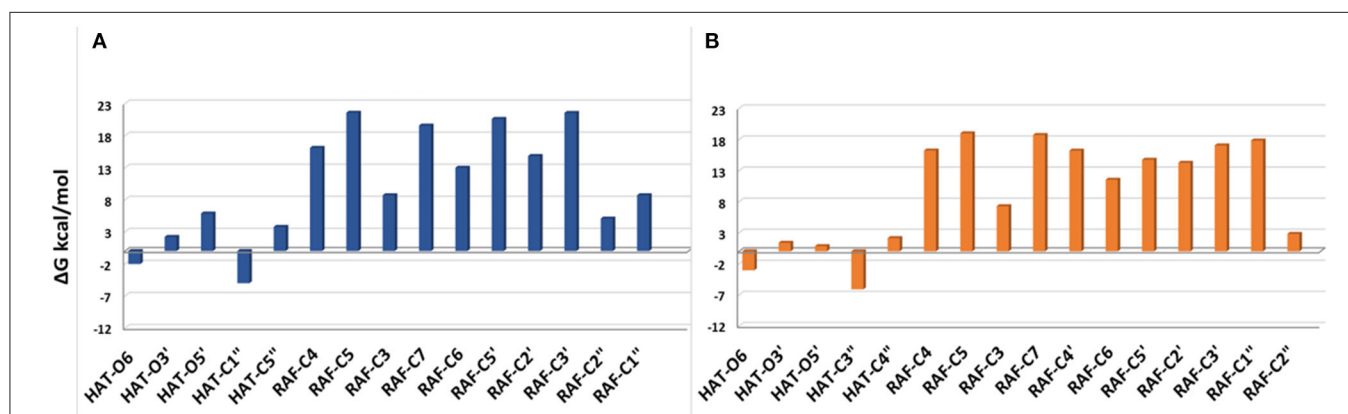 A
ΔG kcal/mol
23
18
13
8
3
-2
-7
-12
HAT-O6
HAT-O3'
HAT-O5'
HAT-C1"
HAT-C5"
RAF-C4
RAF-C5
RAF-C3
RAF-C7
RAF-C6
RAF-C5'
RAF-C2'
RAF-C3'
RAF-C2"
RAF-C1"
B
23
18
13
8
3
-2
-7
-12
HAT-O6
HAT-O3'
HAT-O5'
HAT-C3"
HAT-C4"
RAF-C4
RAF-C5
RAF-C3
RAF-C7
RAF-C4'
RAF-C6
RAF-C5'
RAF-C2'
RAF-C3'
RAF-C1"
RAF-C2"